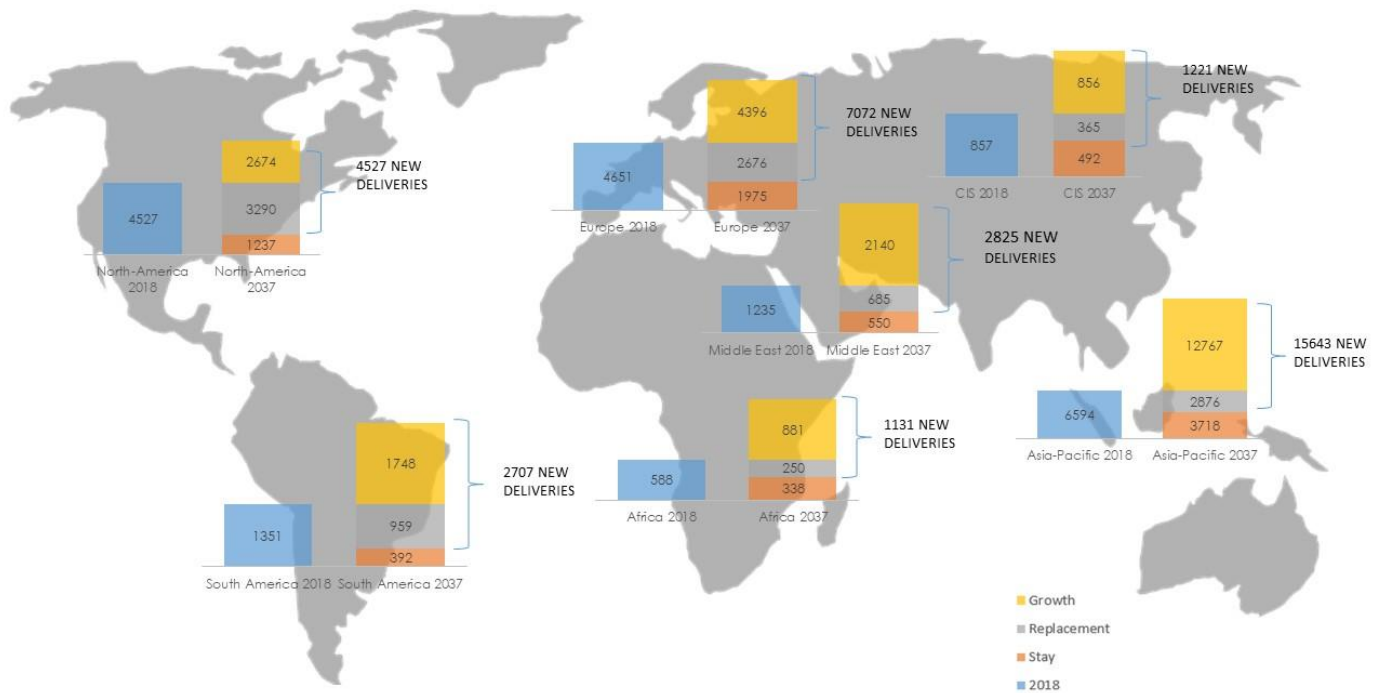 2674
3290
1237
4527
4527 NEW
DELIVERIES
North-America
2018
North-America
2037
4396
2676
1975
4651
7072 NEW
DELIVERIES
Europe 2018
Europe 2037
856
365
492
857
1221 NEW
DELIVERIES
CIS 2018
CIS 2037
2140
685
550
1235
2825 NEW
DELIVERIES
Middle East 2018
Middle East 2037
12767
2876
3718
6594
15643 NEW
DELIVERIES
Asia-Pacific 2018
Asia-Pacific 2037
1748
959
392
1351
2707 NEW
DELIVERIES
South America 2018
South America 2037
881
250
338
588
1131 NEW
DELIVERIES
Africa 2018
Africa 2037
Growth
Replacement
Stay
2018